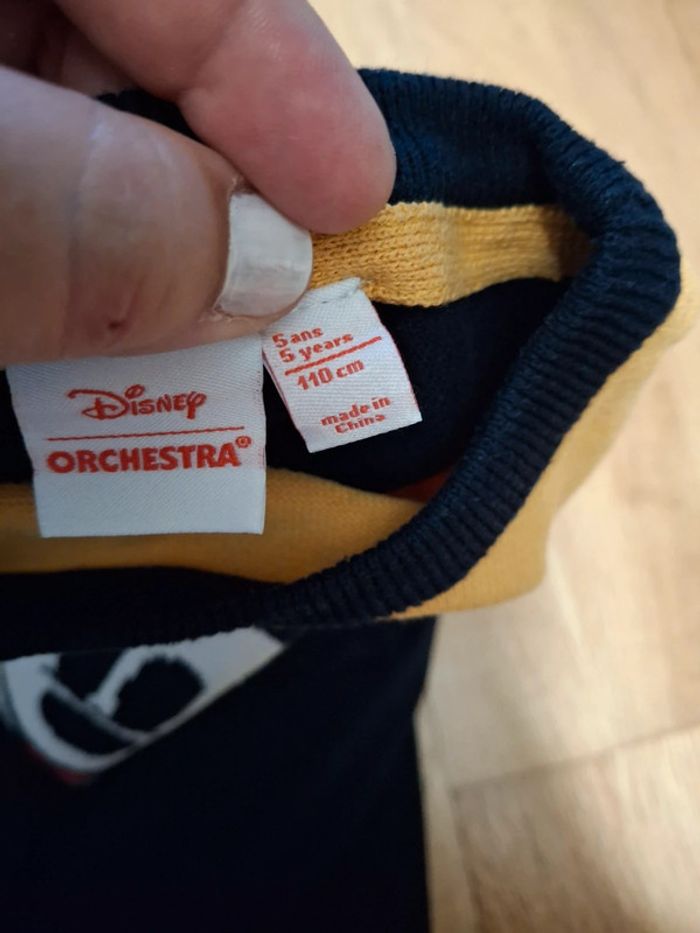 Disney
ORCHESTRA®
5 ans
5 years
110 cm
made in
China